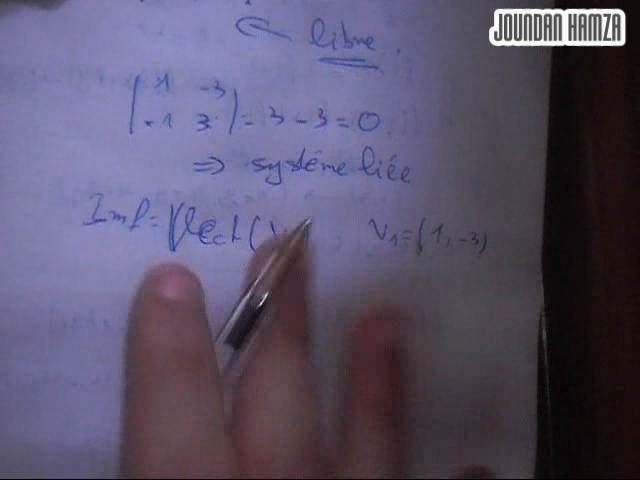 JOUNDAN HAMZA
libre.
| 1 -3
-1 3 | = 3 - 3 = 0.
⇒ système liée
Imf = Vect( , V1 = (1, -3)